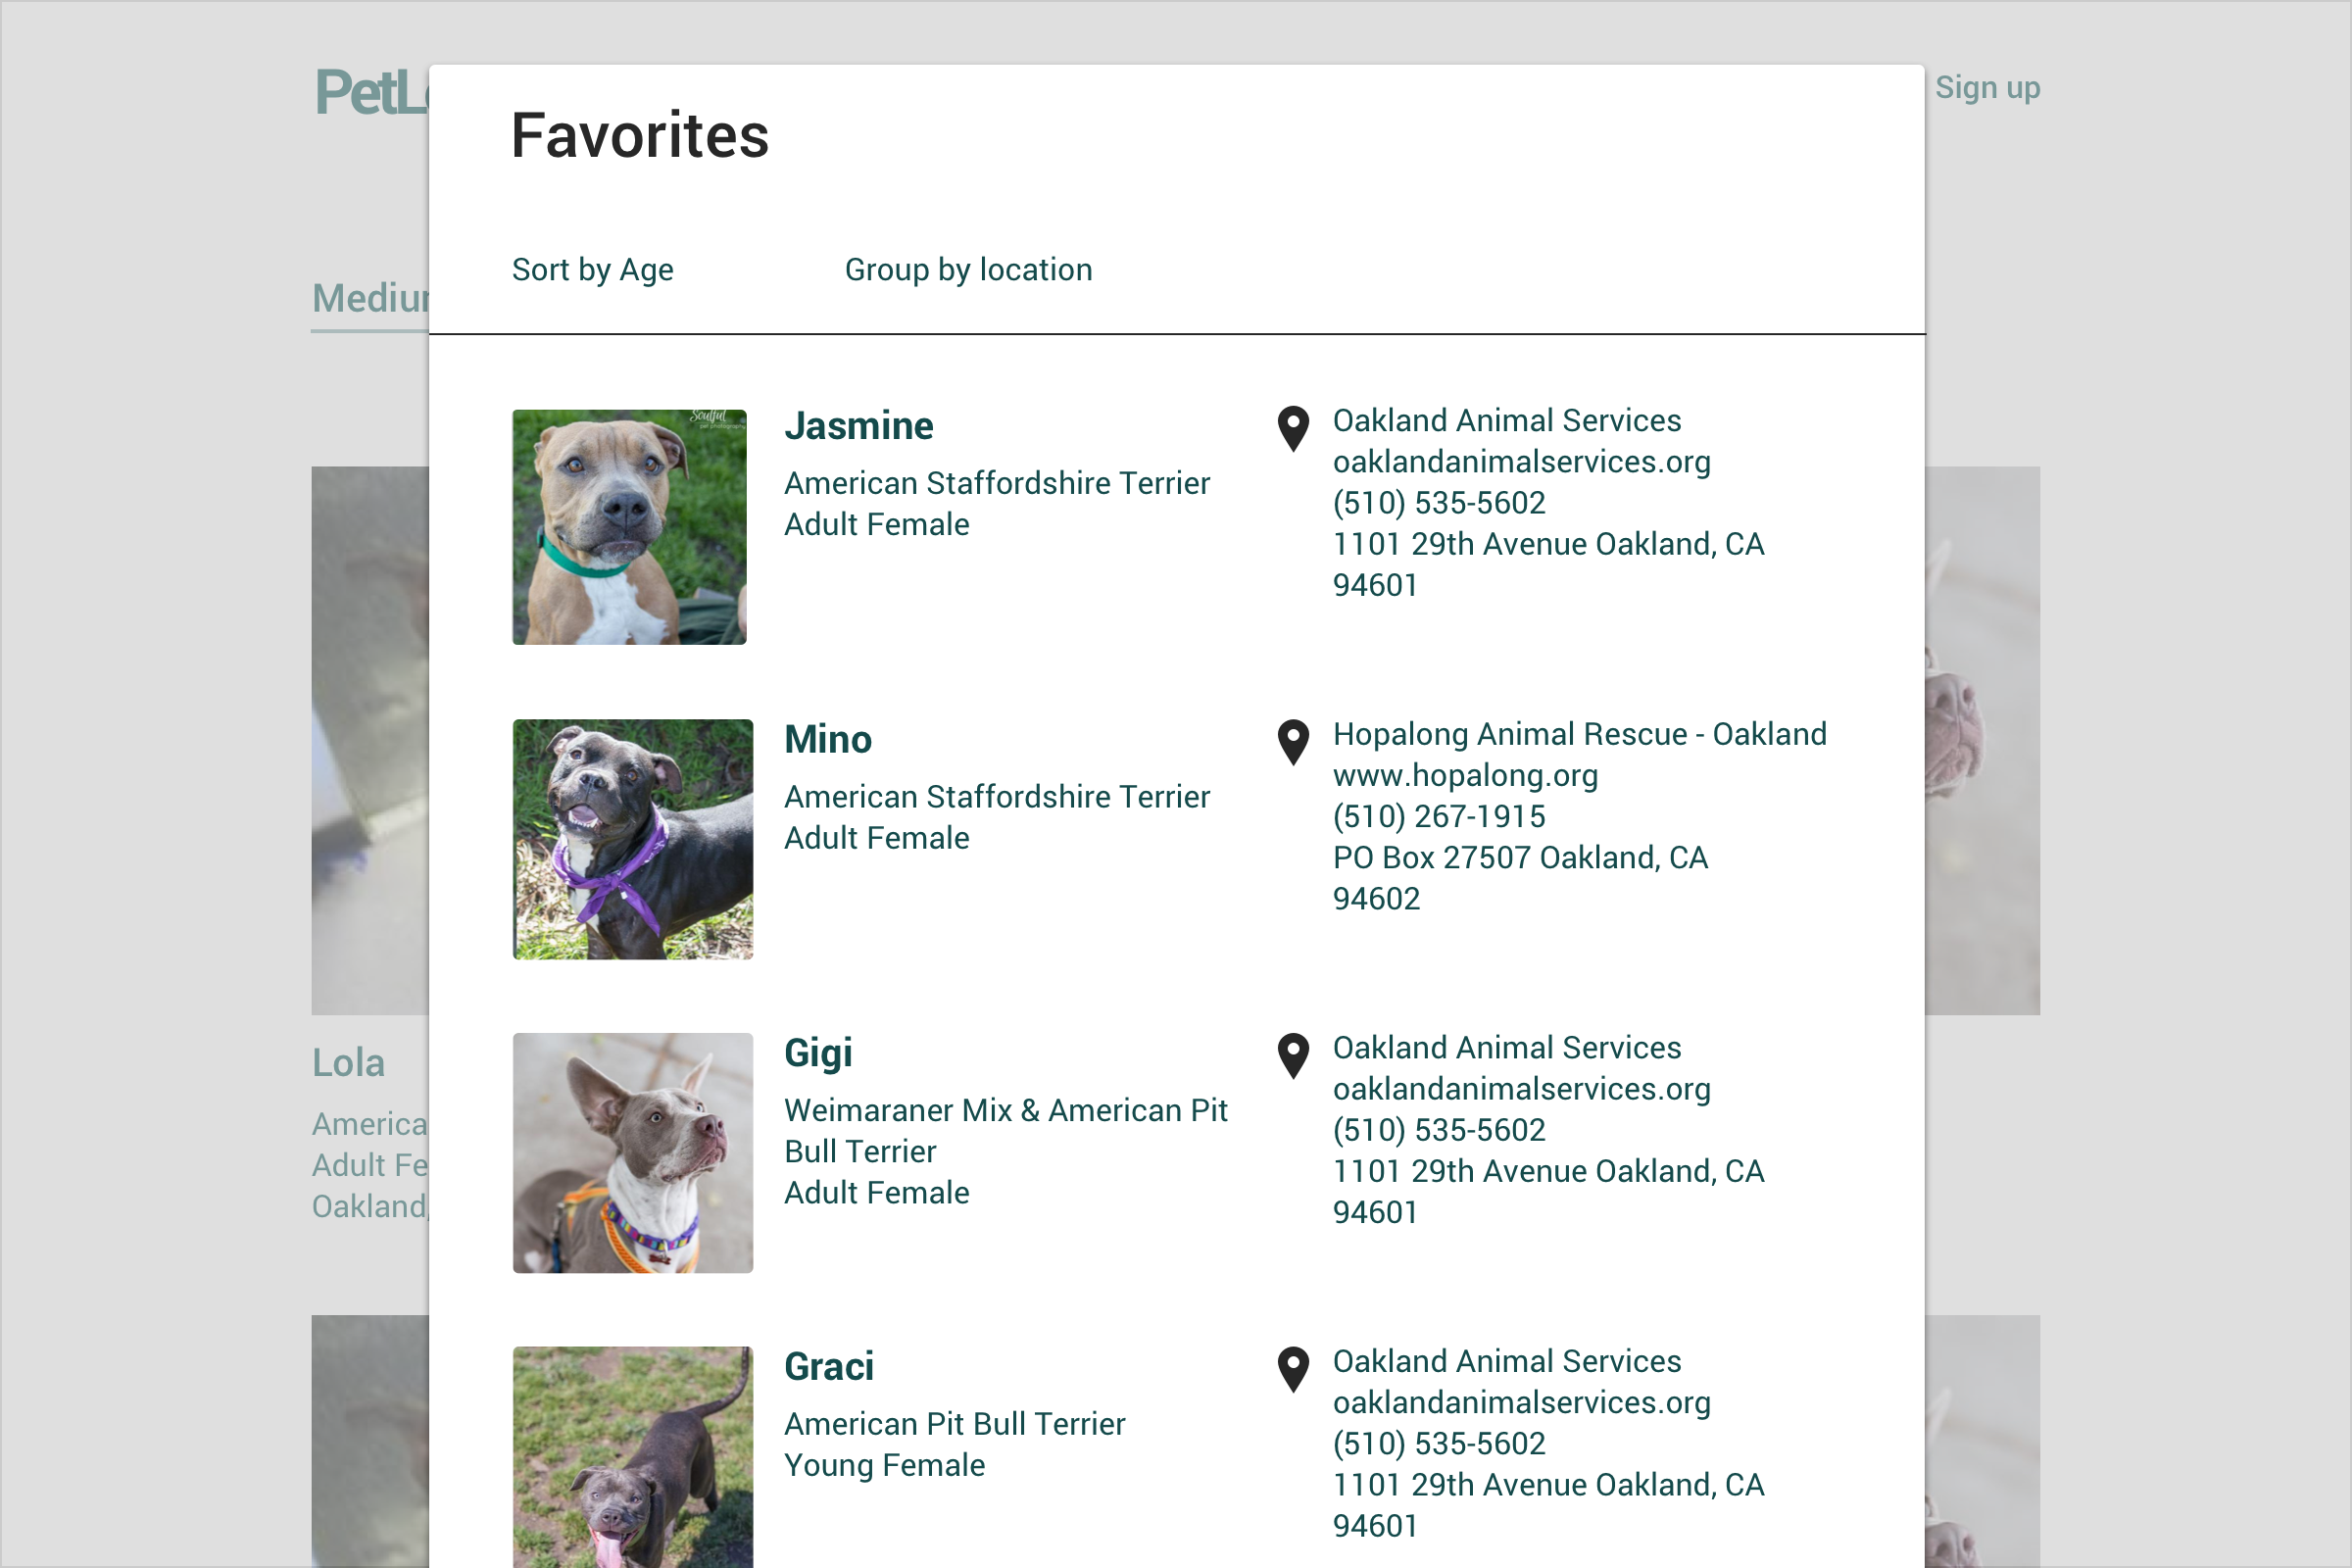 PetL
Sign up
Favorites
Sort by Age
Group by location
Jasmine
American Staffordshire Terrier
Adult Female
Oakland Animal Services
oaklandanimalservices.org
(510) 535-5602
1101 29th Avenue Oakland, CA
94601
Soulful
pet photography
Mino
American Staffordshire Terrier
Adult Female
Hopalong Animal Rescue - Oakland
www.hopalong.org
(510) 267-1915
PO Box 27507 Oakland, CA
94602
Gigi
Weimaraner Mix & American Pit
Bull Terrier
Adult Female
Oakland Animal Services
oaklandanimalservices.org
(510) 535-5602
1101 29th Avenue Oakland, CA
94601
Lola
America
Adult Fe
Oakland,
Graci
American Pit Bull Terrier
Young Female
Oakland Animal Services
oaklandanimalservices.org
(510) 535-5602
1101 29th Avenue Oakland, CA
94601